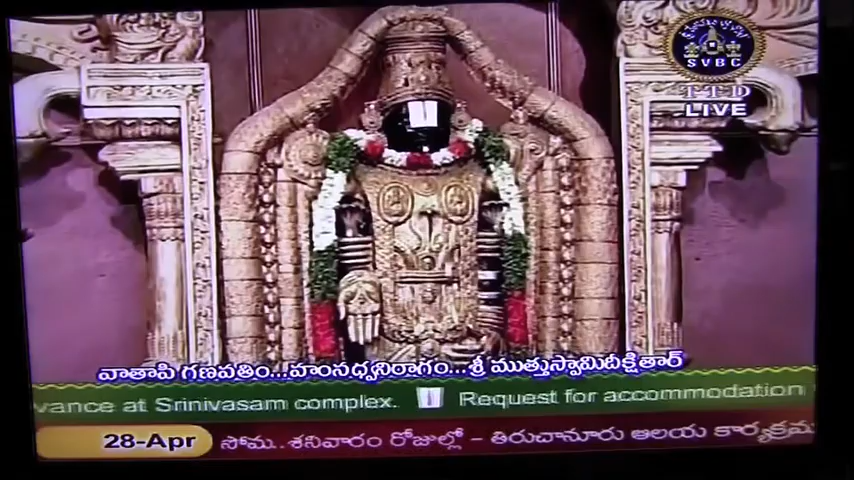 SVBC
TTD
LIVE
వాతాపి గణపతిం...హంసధ్వనిరాగం...శ్రీ ముత్తుస్వామిదీక్షితార్
vance at Srinivasam complex. Request for accommodation
28-Apr సోమ..శనివారం రోజుల్లో – తిరుచానూరు ఆలయ కార్యక్రమ